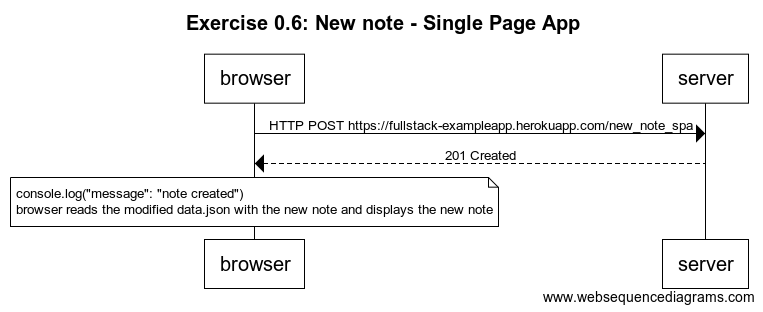 Exercise 0.6: New note - Single Page App
browser
server
HTTP POST https://fullstack-exampleapp.herokuapp.com/new_note_spa
201 Created
console.log("message": "note created")
browser reads the modified data.json with the new note and displays the new note
browser
server
www.websequencediagrams.com